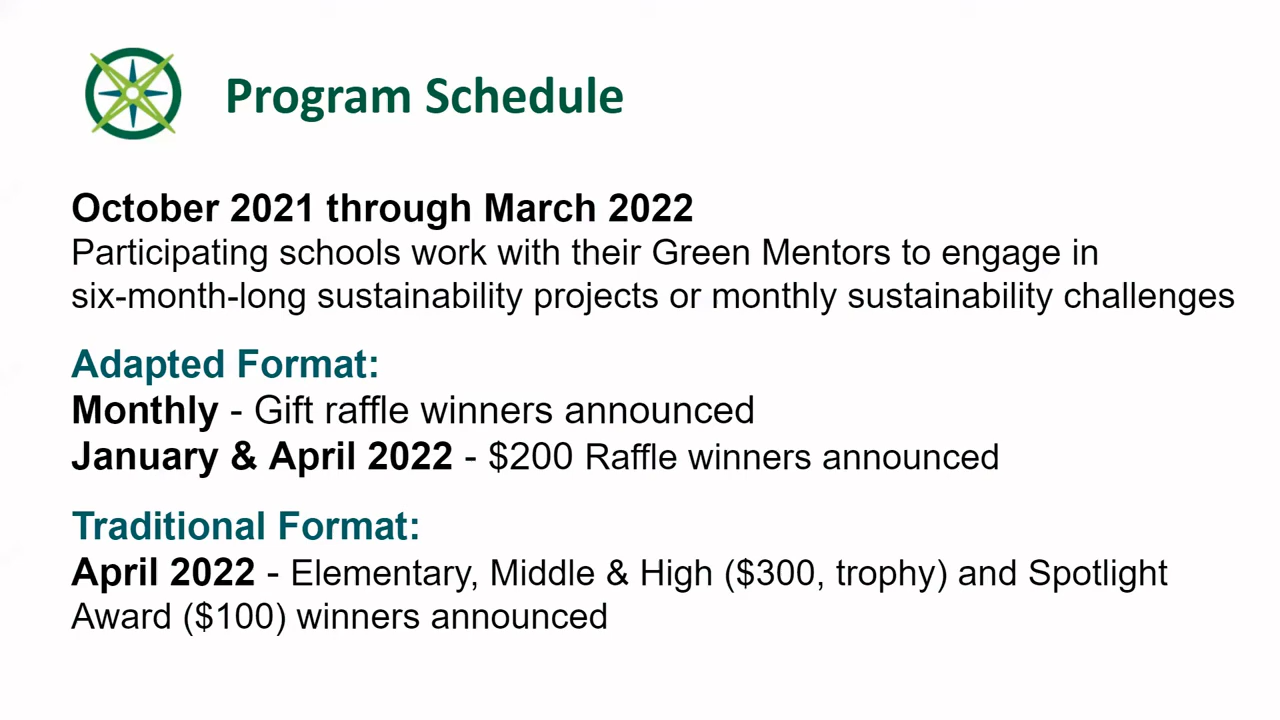 Program Schedule
October 2021 through March 2022
Participating schools work with their Green Mentors to engage in
six-month-long sustainability projects or monthly sustainability challenges
Adapted Format:
Monthly - Gift raffle winners announced
January & April 2022 - $200 Raffle winners announced
Traditional Format:
April 2022 - Elementary, Middle & High ($300, trophy) and Spotlight
Award ($100) winners announced